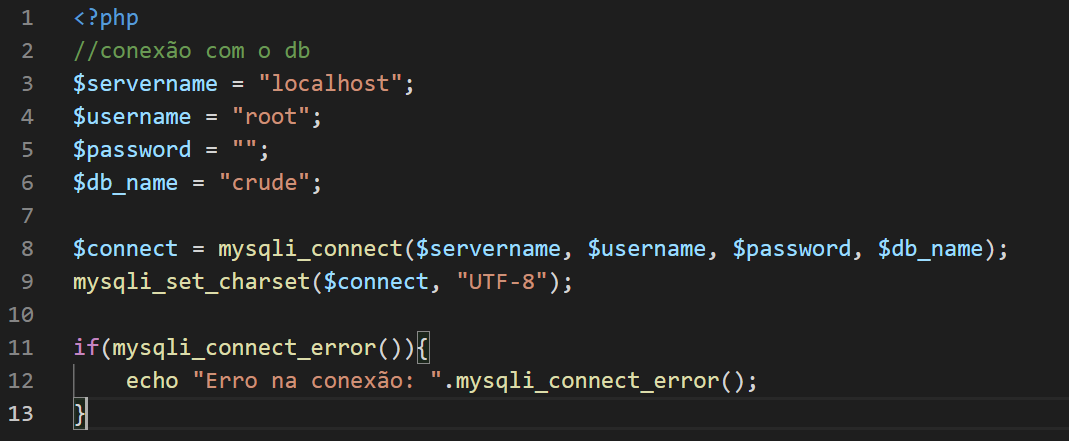 1 <?php
2 //conexão com o db
3 $servername = "localhost";
4 $username = "root";
5 $password = "";
6 $db_name = "crude";
7
8 $connect = mysqli_connect($servername, $username, $password, $db_name);
9 mysqli_set_charset($connect, "UTF-8");
10
11 if(mysqli_connect_error()){
12     echo "Erro na conexão: ".mysqli_connect_error();
13 }